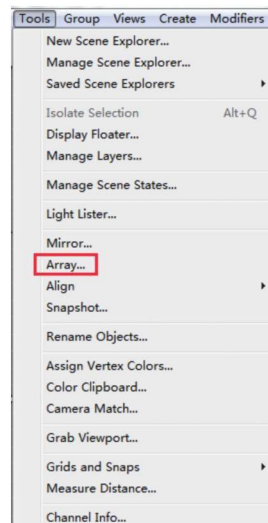 Tools Group Views Create Modifiers
New Scene Explorer...
Manage Scene Explorer...
Saved Scene Explorers
Isolate Selection Alt+Q
Display Floater...
Manage Layers...
Manage Scene States...
Light Lister...
Mirror...
Array...
Align
Snapshot...
Rename Objects...
Assign Vertex Colors...
Color Clipboard...
Camera Match...
Grab Viewport...
Grids and Snaps
Measure Distance...
Channel Info...